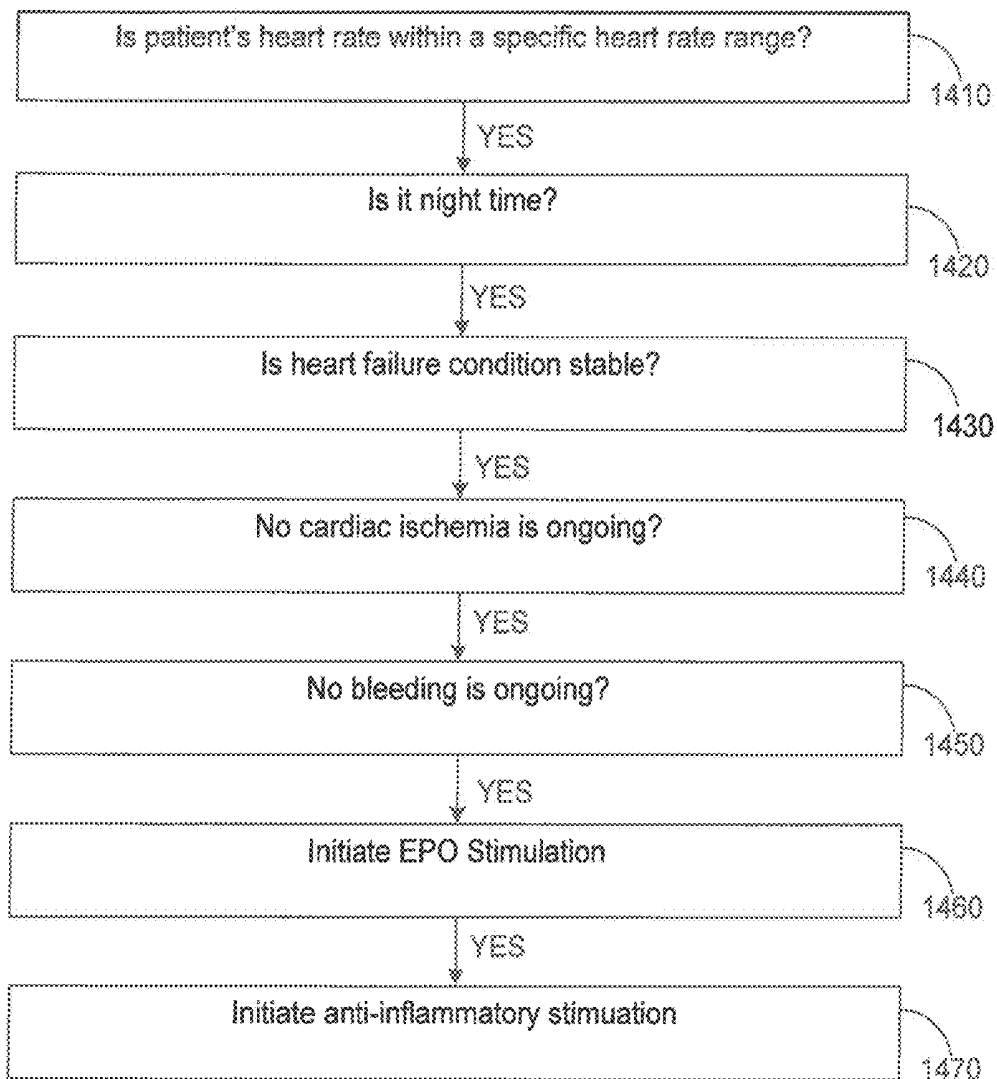 Is patient's heart rate within a specific heart rate range?
1410
YES
Is it night time?
1420
YES
Is heart failure condition stable?
1430
YES
No cardiac ischemia is ongoing?
1440
YES
No bleeding is ongoing?
1450
YES
Initiate EPO Stimulation
1460
YES
Initiate anti-inflammatory stimuation
1470